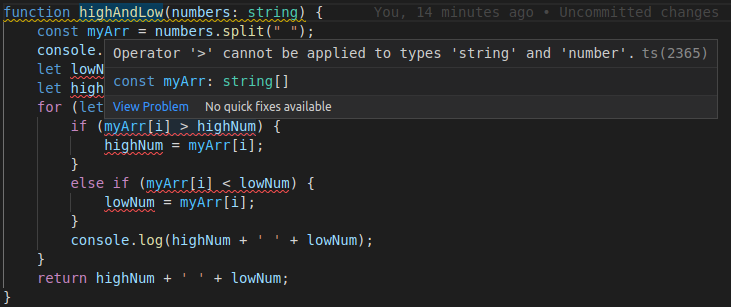 function highAndLow(numbers: string) {    You, 14 minutes ago • Uncommitted changes
    const myArr = numbers.split(" ");
    console.
Operator '>' cannot be applied to types 'string' and 'number'. ts(2365)
    let lowN
const myArr: string[]
    let high
View Problem    No quick fixes available
    for (let
        if (myArr[i] > highNum) {
            highNum = myArr[i];
        }
        else if (myArr[i] < lowNum) {
            lowNum = myArr[i];
        }
        console.log(highNum + ' ' + lowNum);
    }
    return highNum + ' ' + lowNum;
}